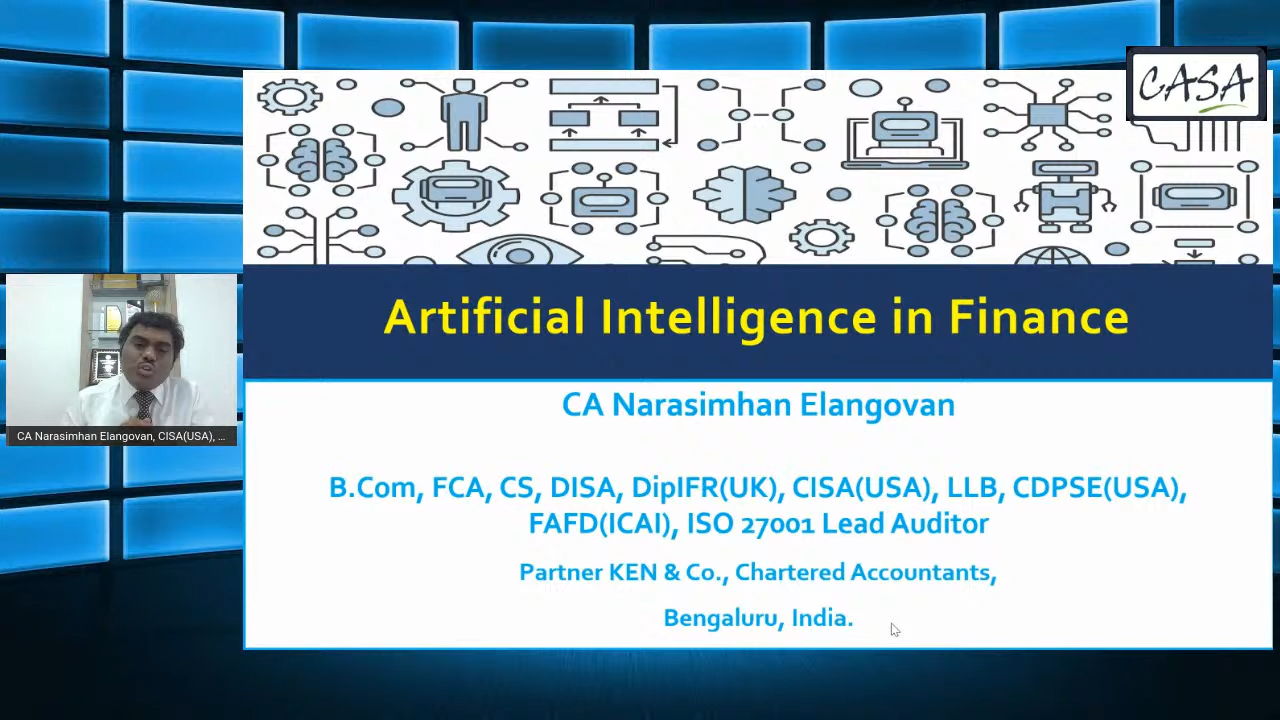 CASA
Artificial Intelligence in Finance
CA Narasimhan Elangovan
B.Com, FCA, CS, DISA, DipIFR(UK), CISA(USA), LLB, CDPSE(USA),
FAFD(ICAI), ISO 27001 Lead Auditor
Partner KEN & Co., Chartered Accountants,
Bengaluru, India.
CA Narasimhan Elangovan, CISA(USA), ...